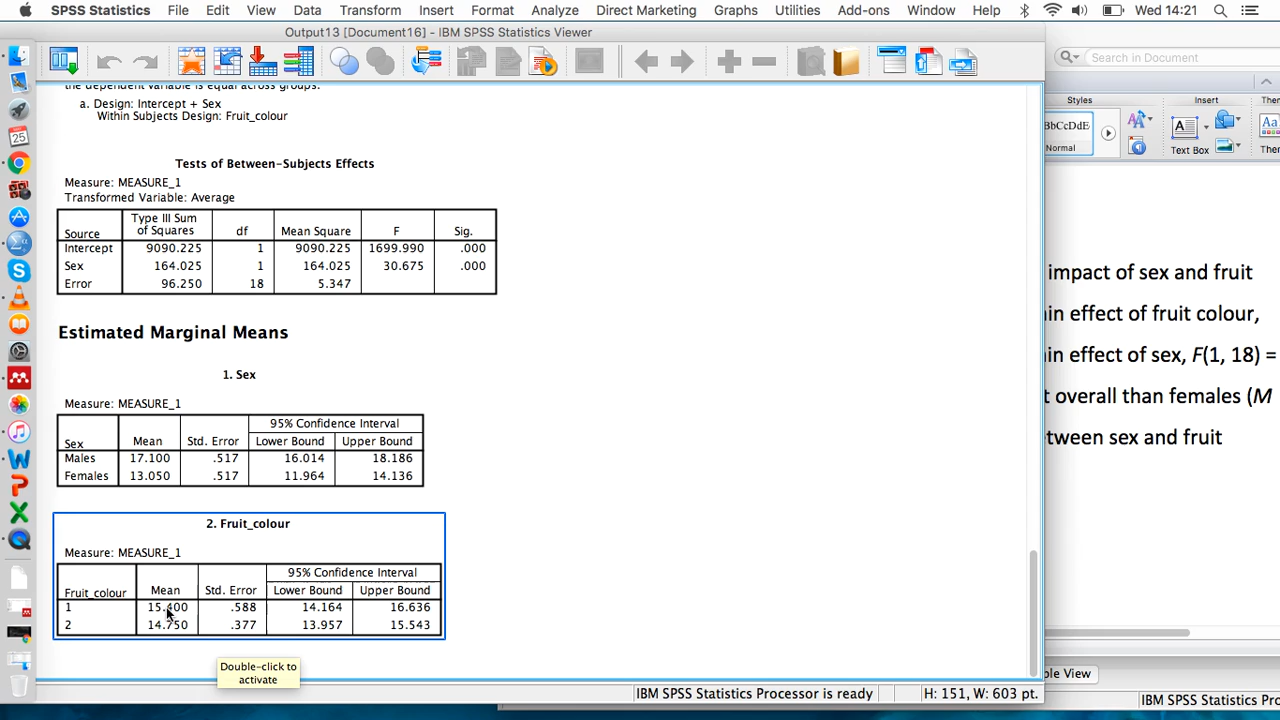 SPSS Statistics File Edit View Data Transform Insert Format Analyze Direct Marketing Graphs Utilities Add-ons Window Help Wed 14:21
Output13 [Document16] - IBM SPSS Statistics Viewer
Search in Document
Styles Insert
BbCcDdE
Normal
Text Box
the dependent variable is equal across groups.
a. Design: Intercept + Sex
Within Subjects Design: Fruit_colour
Tests of Between-Subjects Effects
Measure: MEASURE_1
Transformed Variable: Average
Source Type III Sum of Squares df Mean Square F Sig.
Intercept 9090.225 1 9090.225 1699.990 .000
Sex 164.025 1 164.025 30.675 .000
Error 96.250 18 5.347
Estimated Marginal Means
1. Sex
Measure: MEASURE_1
95% Confidence Interval
Sex Mean Std. Error Lower Bound Upper Bound
Males 17.100 .517 16.014 18.186
Females 13.050 .517 11.964 14.136
2. Fruit_colour
Measure: MEASURE_1
95% Confidence Interval
Fruit_colour Mean Std. Error Lower Bound Upper Bound
1 15.400 .588 14.164 16.636
2 14.750 .377 13.957 15.543
Double-click to
activate
IBM SPSS Statistics Processor is ready H: 151, W: 603 pt.
impact of sex and fruit
in effect of fruit colour,
in effect of sex, F(1, 18) =
t overall than females (M
etween sex and fruit
ble View
IBM SPSS Statistics Pro